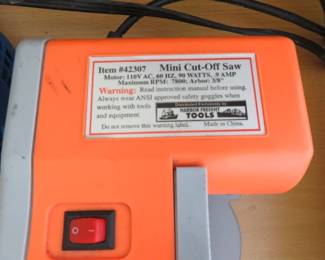 Item #42307 Mini Cut-Off Saw
Motor: 110V AC, 60 HZ, 90 WATTS, .9 AMP
Maximum RPM: 7800; Arbor: 3/8"
Warning: Read instruction manual before using.
Always wear ANSI approved safety goggles when
working with tools
and equipment.
Distributed Exclusively by
HARBOR FREIGHT
TOOLS
Do not remove this warning label. Made in China.